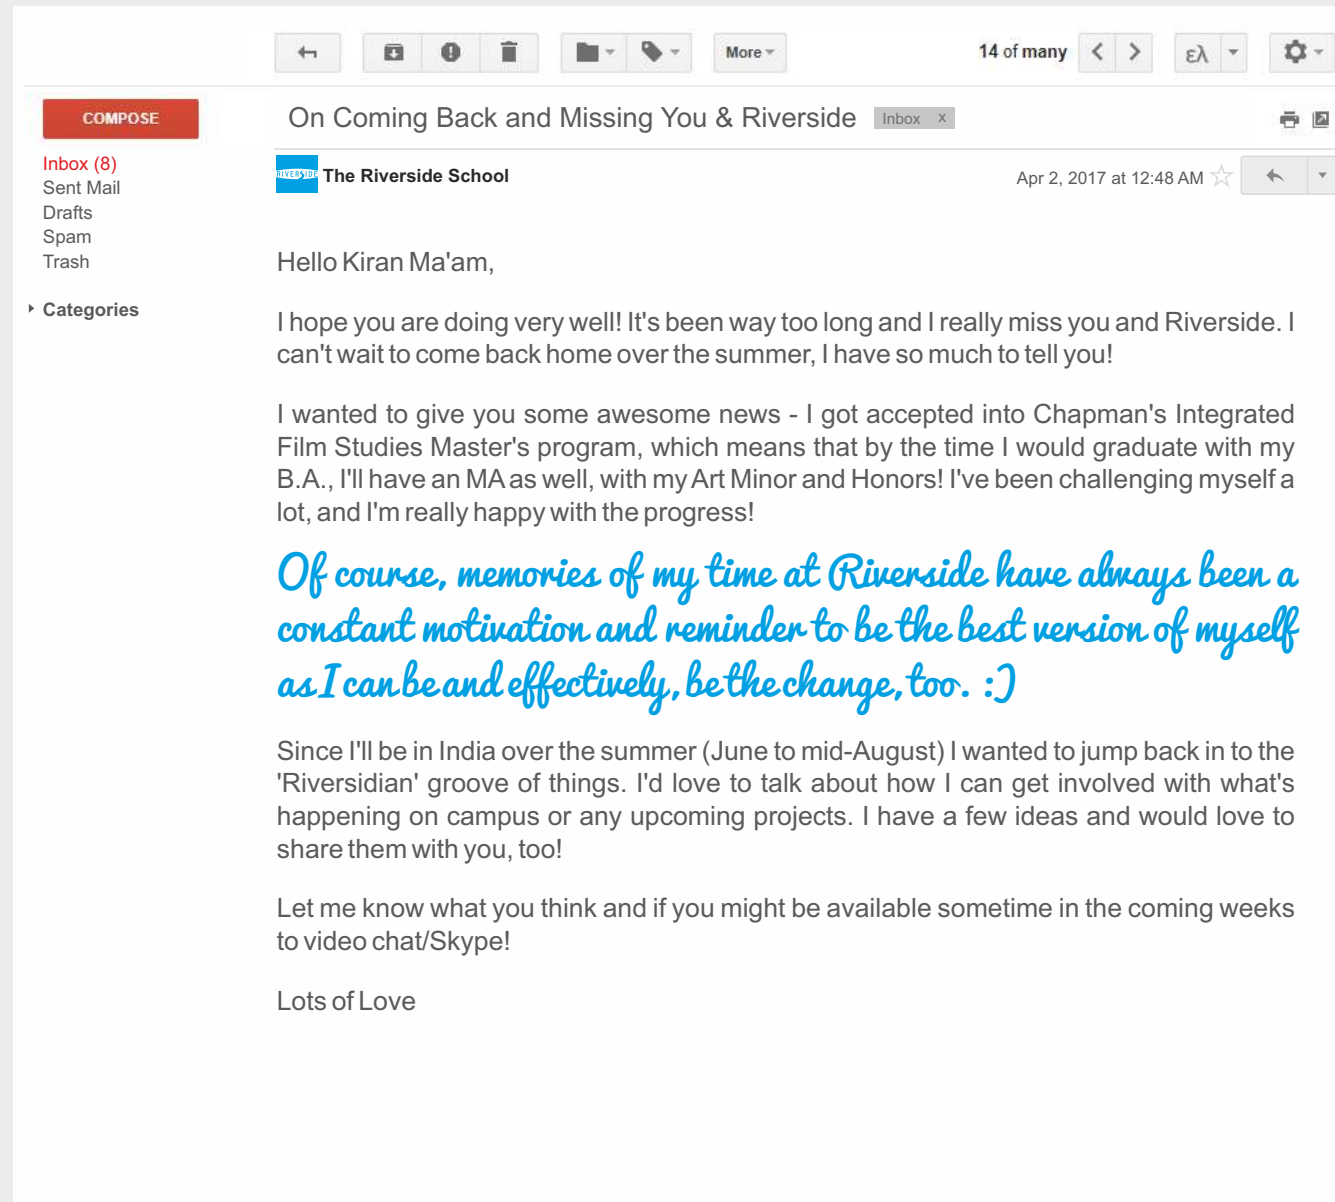 More
14 of many
ελ
COMPOSE
On Coming Back and Missing You & Riverside
Inbox x
Inbox (8)
Sent Mail
Drafts
Spam
Trash
Categories
RIVERSIDE
The Riverside School
Apr 2, 2017 at 12:48 AM
Hello Kiran Ma'am,
I hope you are doing very well! It's been way too long and I really miss you and Riverside. I
can't wait to come back home over the summer, I have so much to tell you!
I wanted to give you some awesome news - I got accepted into Chapman's Integrated
Film Studies Master's program, which means that by the time I would graduate with my
B.A., I'll have an MA as well, with my Art Minor and Honors! I've been challenging myself a
lot, and I'm really happy with the progress!
Of course, memories of my time at Riverside have always been a
constant motivation and reminder to be the best version of myself
as I can be and effectively, be the change, too. :)
Since I'll be in India over the summer (June to mid-August) I wanted to jump back in to the
'Riversidian' groove of things. I'd love to talk about how I can get involved with what's
happening on campus or any upcoming projects. I have a few ideas and would love to
share them with you, too!
Let me know what you think and if you might be available sometime in the coming weeks
to video chat/Skype!
Lots of Love